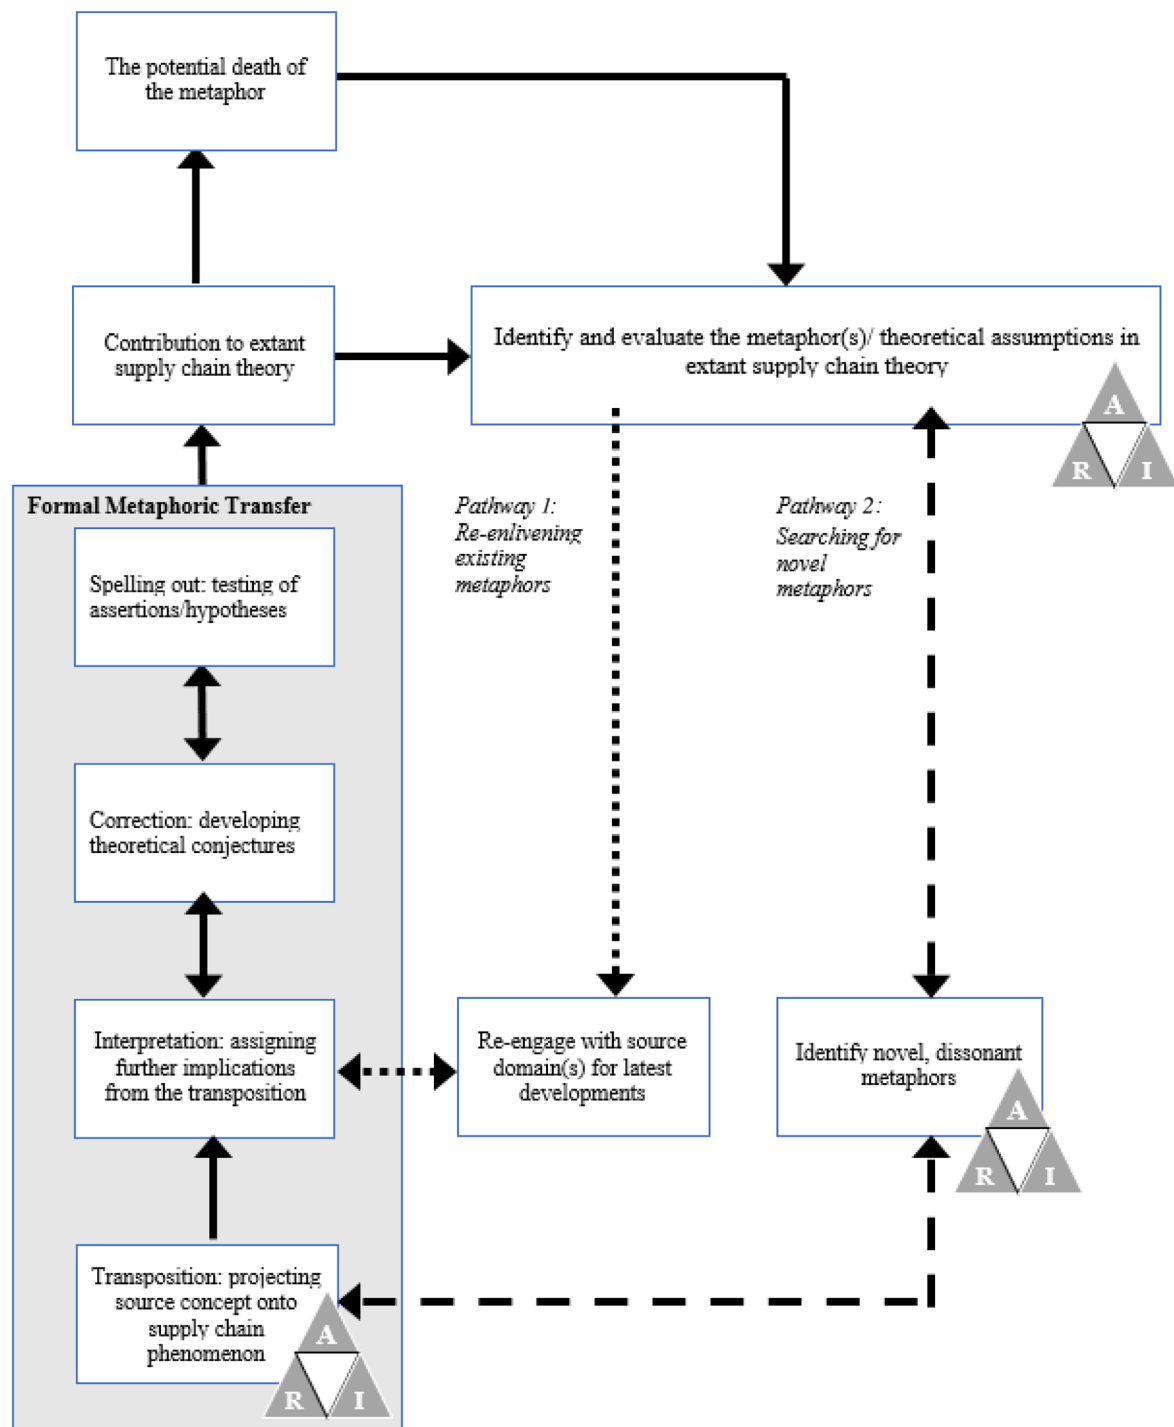 The potential death of
the metaphor
Contribution to extant
supply chain theory
Identify and evaluate the metaphor(s)/ theoretical assumptions in
extant supply chain theory
A
R I
Formal Metaphoric Transfer
Spelling out: testing of
assertions/hypotheses
Pathway 1:
Re-enlivening
existing
metaphors
Pathway 2:
Searching for
novel
metaphors
Correction: developing
theoretical conjectures
Interpretation: assigning
further implications
from the transposition
Re-engage with source
domain(s) for latest
developments
Identify novel, dissonant
metaphors
A
R I
Transposition: projecting
source concept onto
supply chain
phenomenon
A
R I